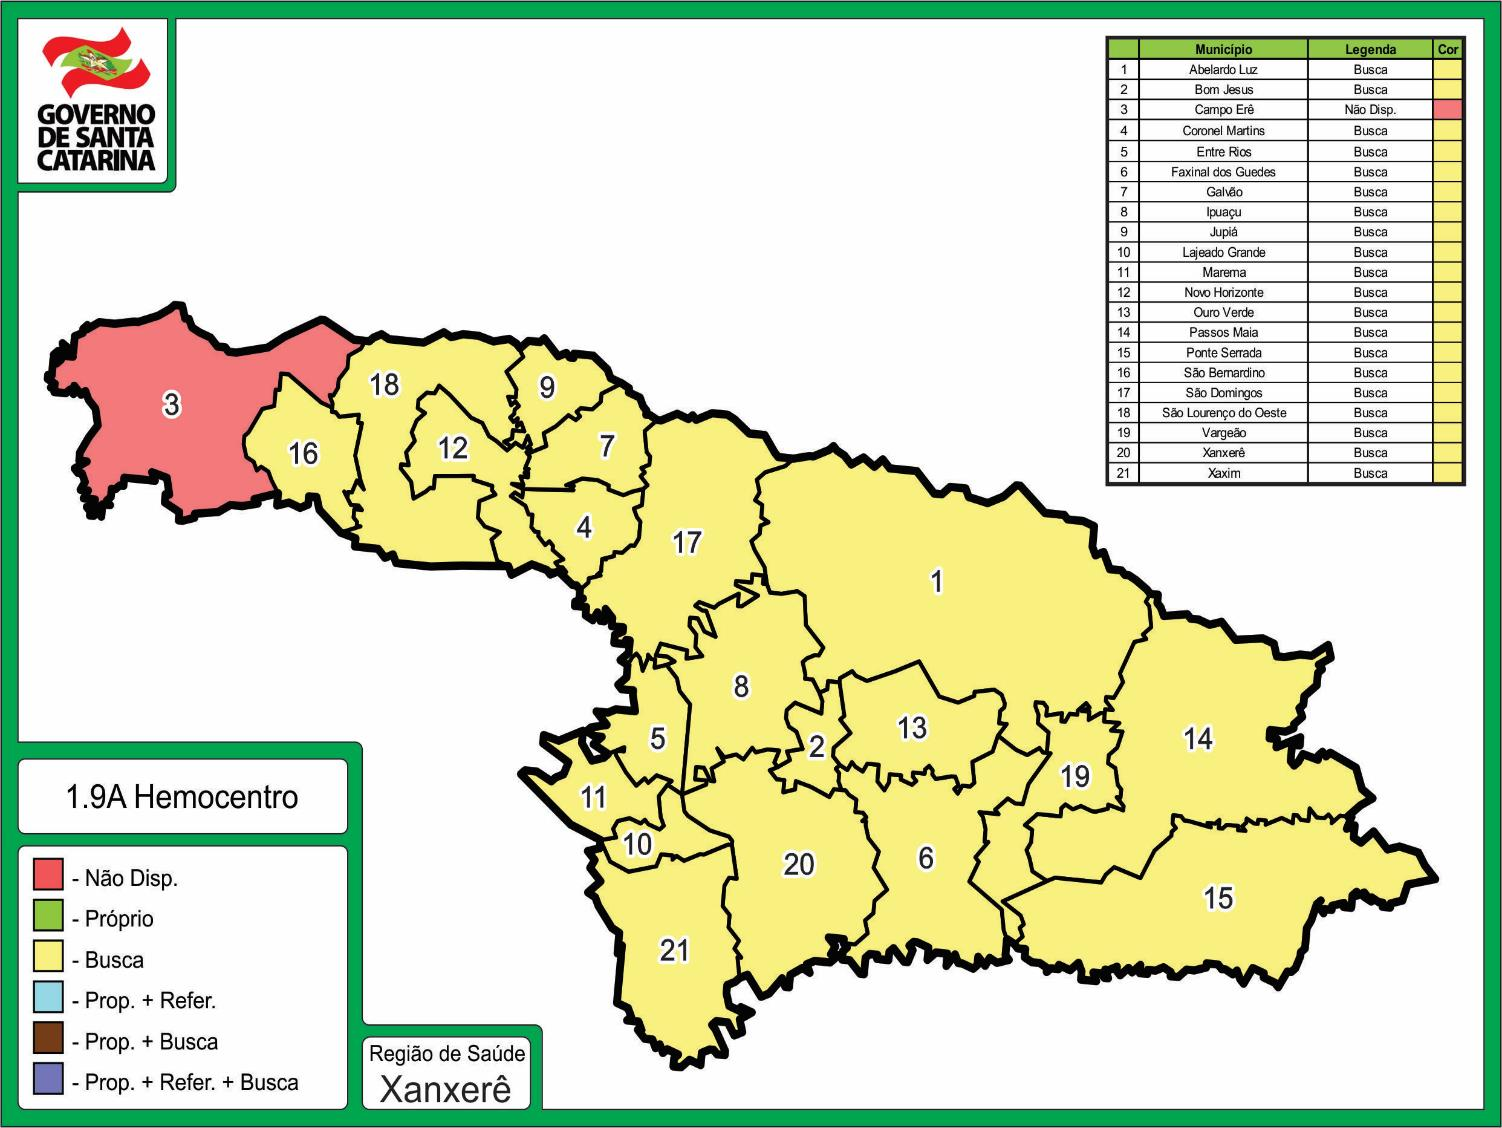 GOVERNO
DE SANTA
CATARINA
Município Legenda Cor
1 Abelardo Luz Busca
2 Bom Jesus Busca
3 Campo Erê Não Disp.
4 Coronel Martins Busca
5 Entre Rios Busca
6 Faxinal dos Guedes Busca
7 Galvão Busca
8 Ipuaçu Busca
9 Jupiá Busca
10 Lajeado Grande Busca
11 Marema Busca
12 Novo Horizonte Busca
13 Ouro Verde Busca
14 Passos Maia Busca
15 Ponte Serrada Busca
16 São Bernardino Busca
17 São Domingos Busca
18 São Lourenço do Oeste Busca
19 Vargeão Busca
20 Xanxerê Busca
21 Xaxim Busca
3
18
9
16
12
7
4
17
1
8
5
2
13
14
19
11
10
20
6
15
21
1.9A Hemocentro
- Não Disp.
- Próprio
- Busca
- Prop. + Refer.
- Prop. + Busca
- Prop. + Refer. + Busca
Região de Saúde
Xanxerê